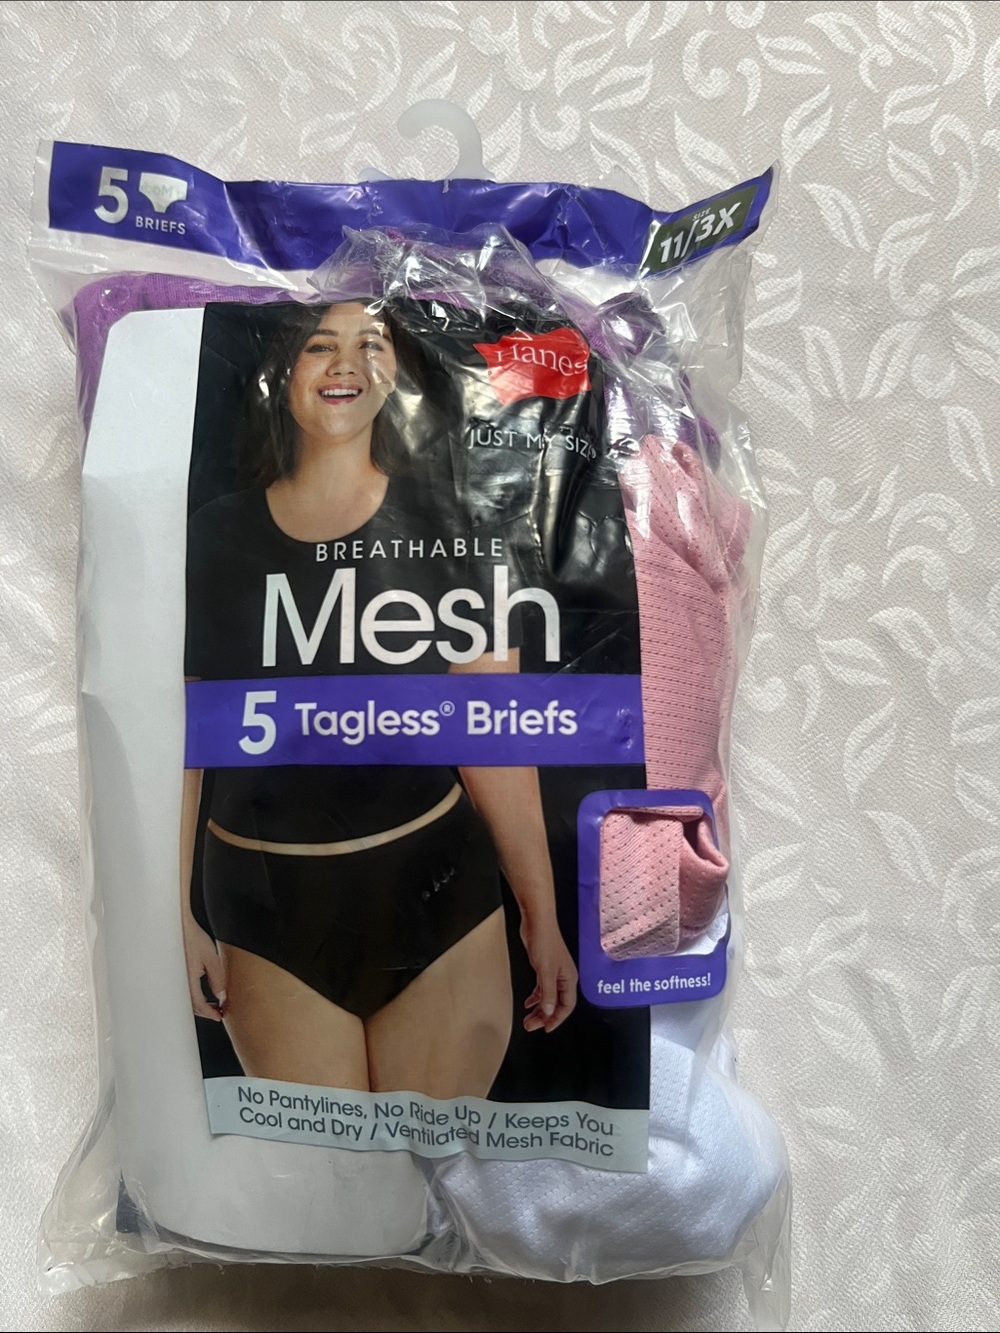 5
BRIEFS
SIZE
11/3X
Hanes
JUST MY SIZE
BREATHABLE
Mesh
5 Tagless® Briefs
feel the softness!
No Pantylines, No Ride Up / Keeps You
Cool and Dry / Ventilated Mesh Fabric